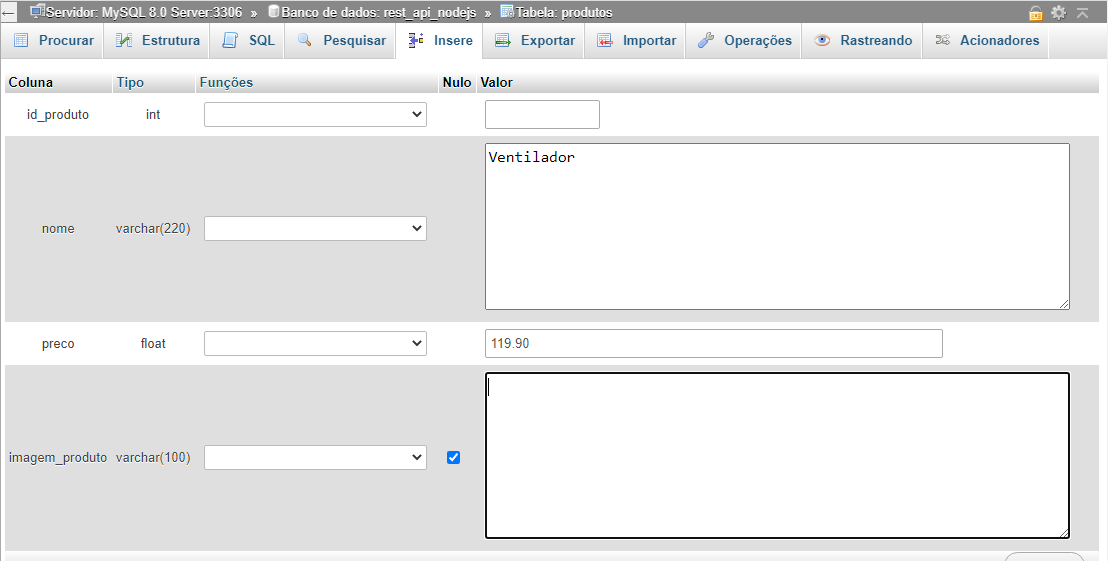 Servidor: MySQL 8.0 Server:3306 » Banco de dados: rest_api_nodejs » Tabela: produtos
Procurar Estrutura SQL Pesquisar Insere Exportar Importar Operações Rastreando Acionadores
Coluna Tipo Funções Nulo Valor
id_produto int
nome varchar(220) Ventilador
preco float 119.90
imagem_produto varchar(100)